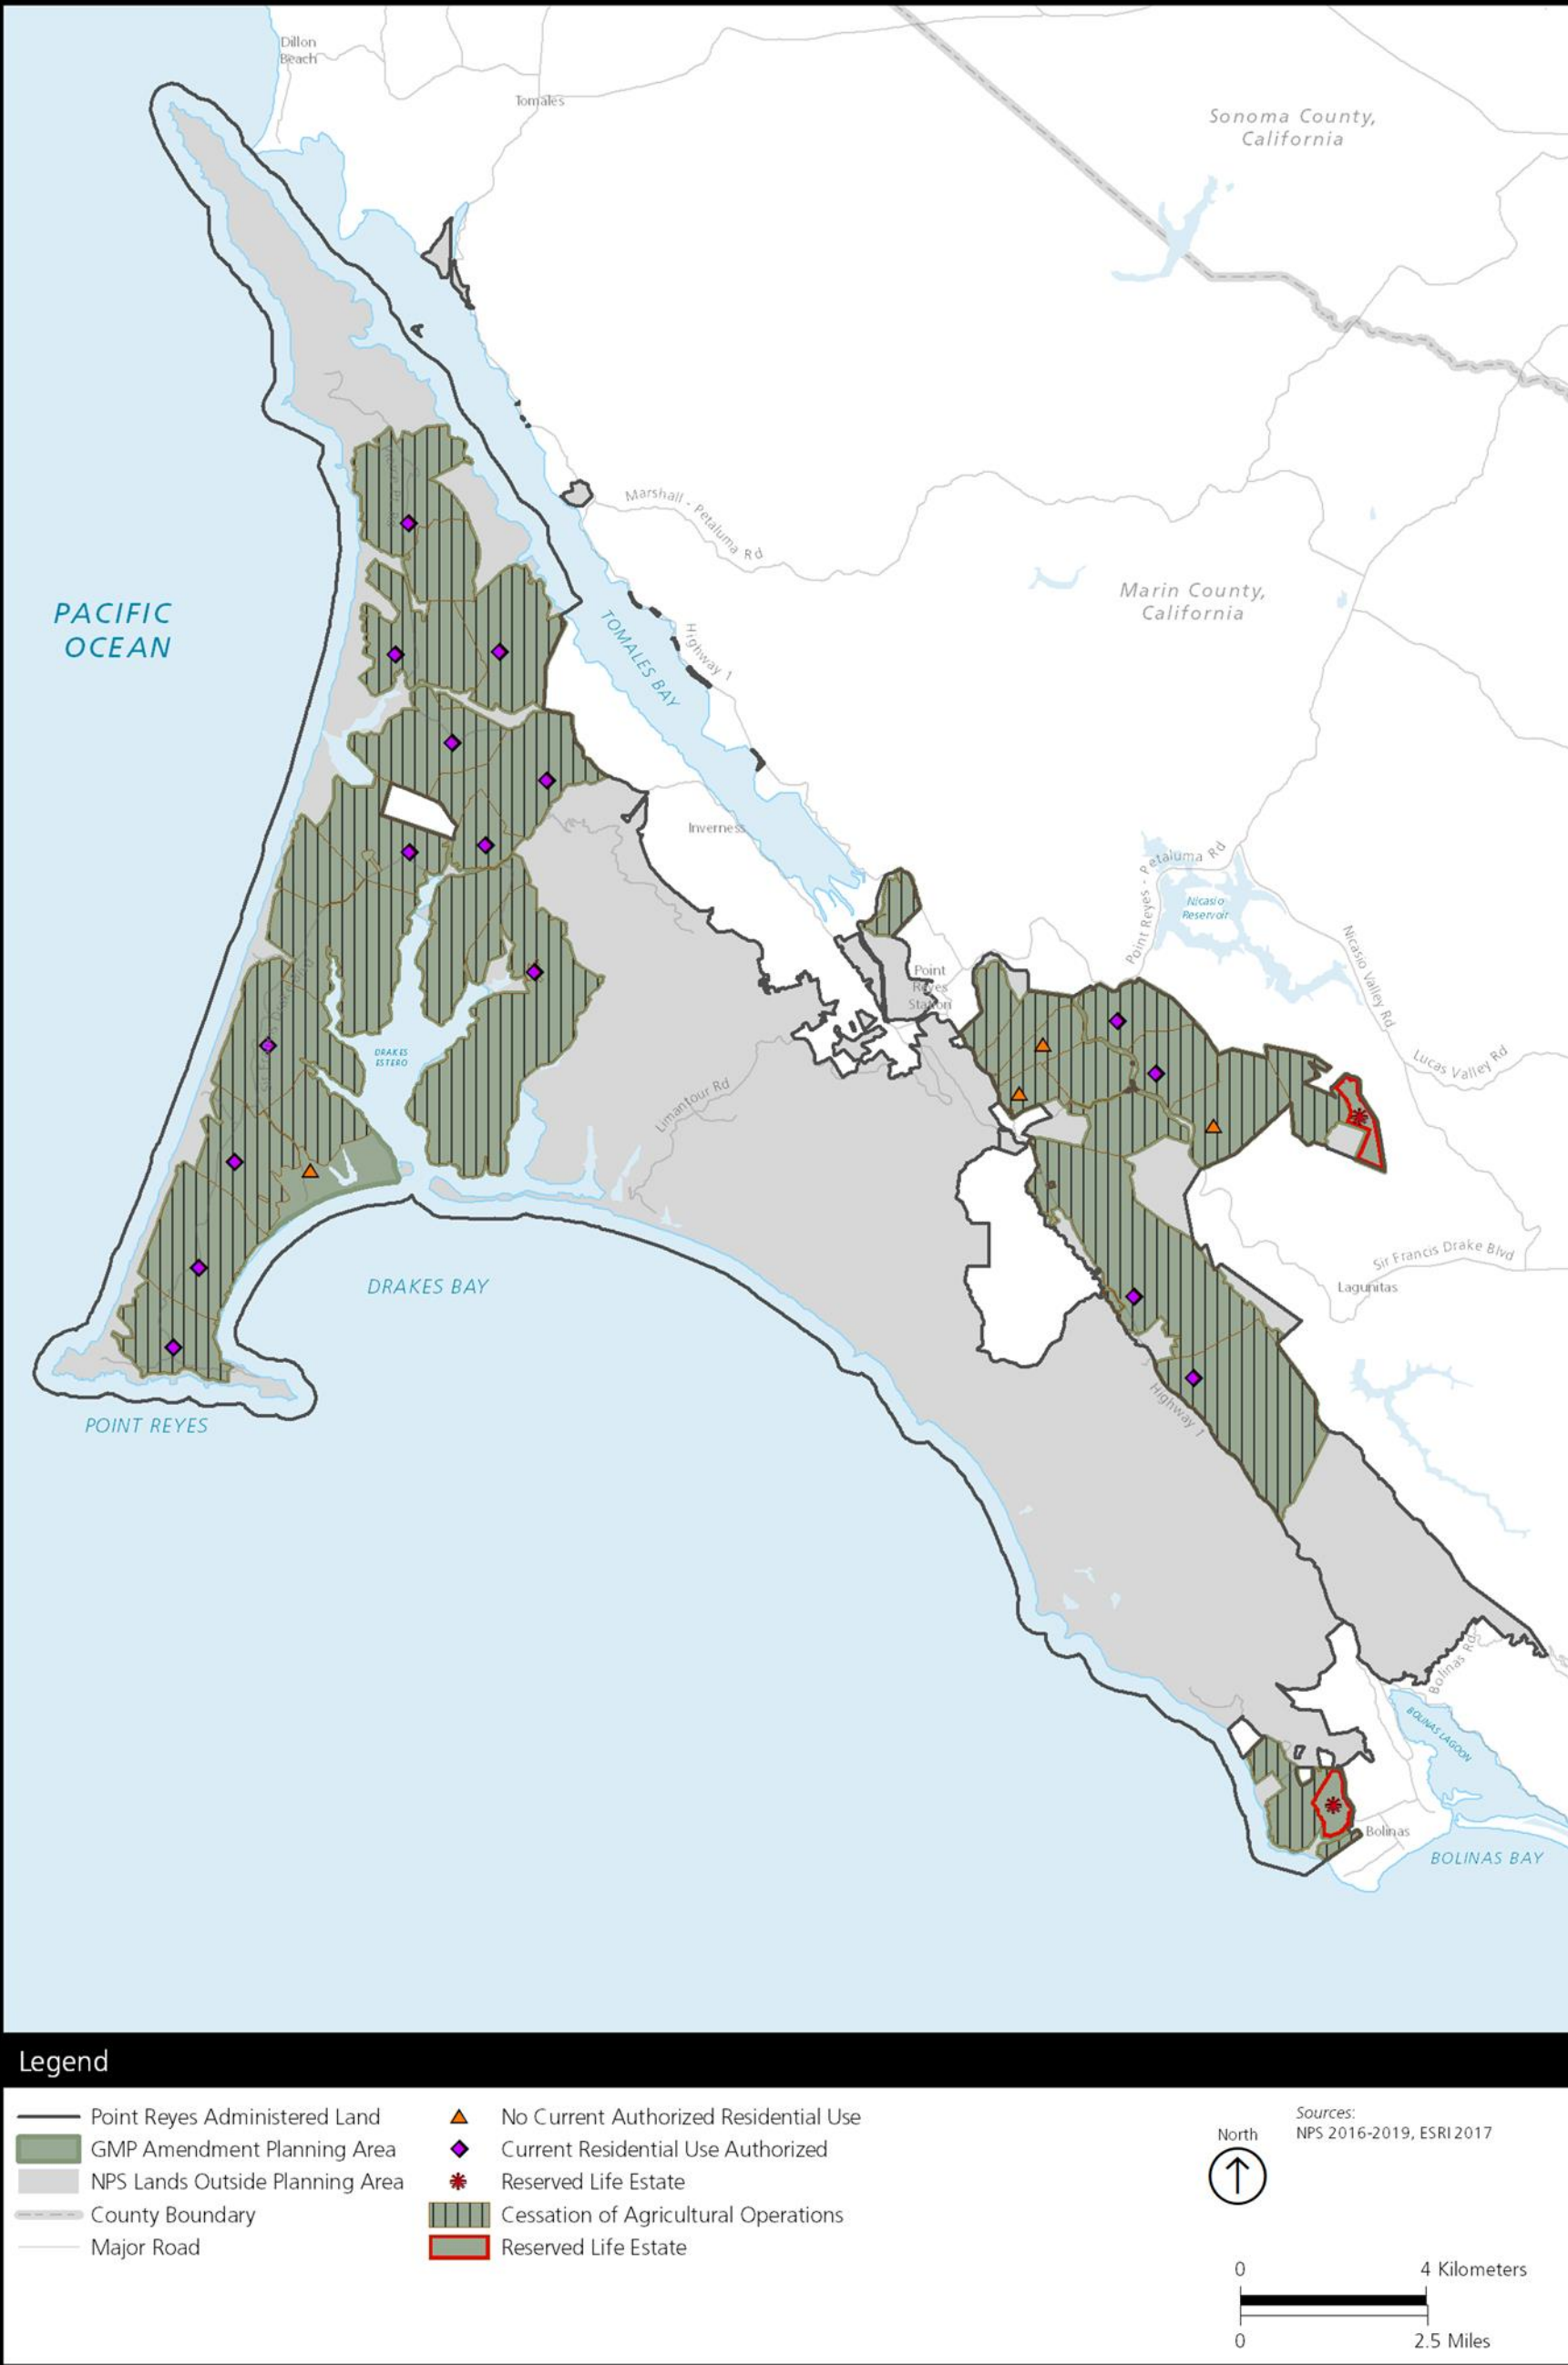 Dillon
Beach
Tomales
Sonoma County,
California
Marshall - Petaluma Rd
PACIFIC
OCEAN
TOMALES BAY
Highway 1
Marin County,
California
Inverness
Point Reyes - Petaluma Rd
Nicasio
Reservoir
Nicasio Valley Rd
Point
Reyes
Station
Lucas Valley Rd
Sir Francis Drake Blvd
DRAKES
ESTERO
Limantour Rd
DRAKES BAY
Sir Francis Drake Blvd
Lagunitas
POINT REYES
Highway 1
Bolinas Rd
BOLINAS LAGOON
Bolinas
BOLINAS BAY
Legend
Point Reyes Administered Land
GMP Amendment Planning Area
NPS Lands Outside Planning Area
County Boundary
Major Road
No Current Authorized Residential Use
Current Residential Use Authorized
Reserved Life Estate
Cessation of Agricultural Operations
Reserved Life Estate
North
Sources:
NPS 2016-2019, ESRI 2017
0 4 Kilometers
0 2.5 Miles